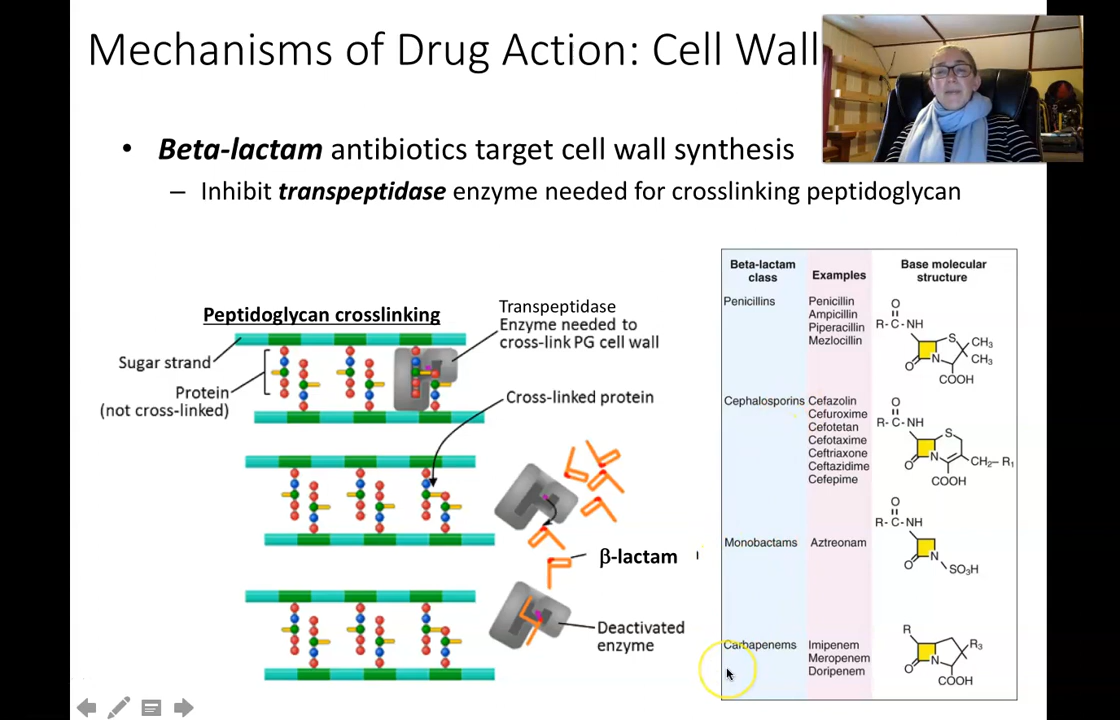 Mechanisms of Drug Action: Cell Wall
• Beta-lactam antibiotics target cell wall synthesis
– Inhibit transpeptidase enzyme needed for crosslinking peptidoglycan
Peptidoglycan crosslinking
Transpeptidase
Enzyme needed to
cross-link PG cell wall
Sugar strand
Protein
(not cross-linked)
Cross-linked protein
β-lactam
Deactivated
enzyme
Beta-lactam
class
Examples
Base molecular
structure
Penicillins
Penicillin
Ampicillin
Piperacillin
Mezlocillin
O
R-C-NH
S
CH3
CH3
O
N
COOH
Cephalosporins
Cefazolin
Cefuroxime
Cefotetan
Cefotaxime
Ceftriaxone
Ceftazidime
Cefepime
O
R-C-NH
S
O
N
CH2–R1
COOH
Monobactams
Aztreonam
O
R-C-NH
O
N
SO3H
Carbapenems
Imipenem
Meropenem
Doripenem
R
R3
O
N
COOH